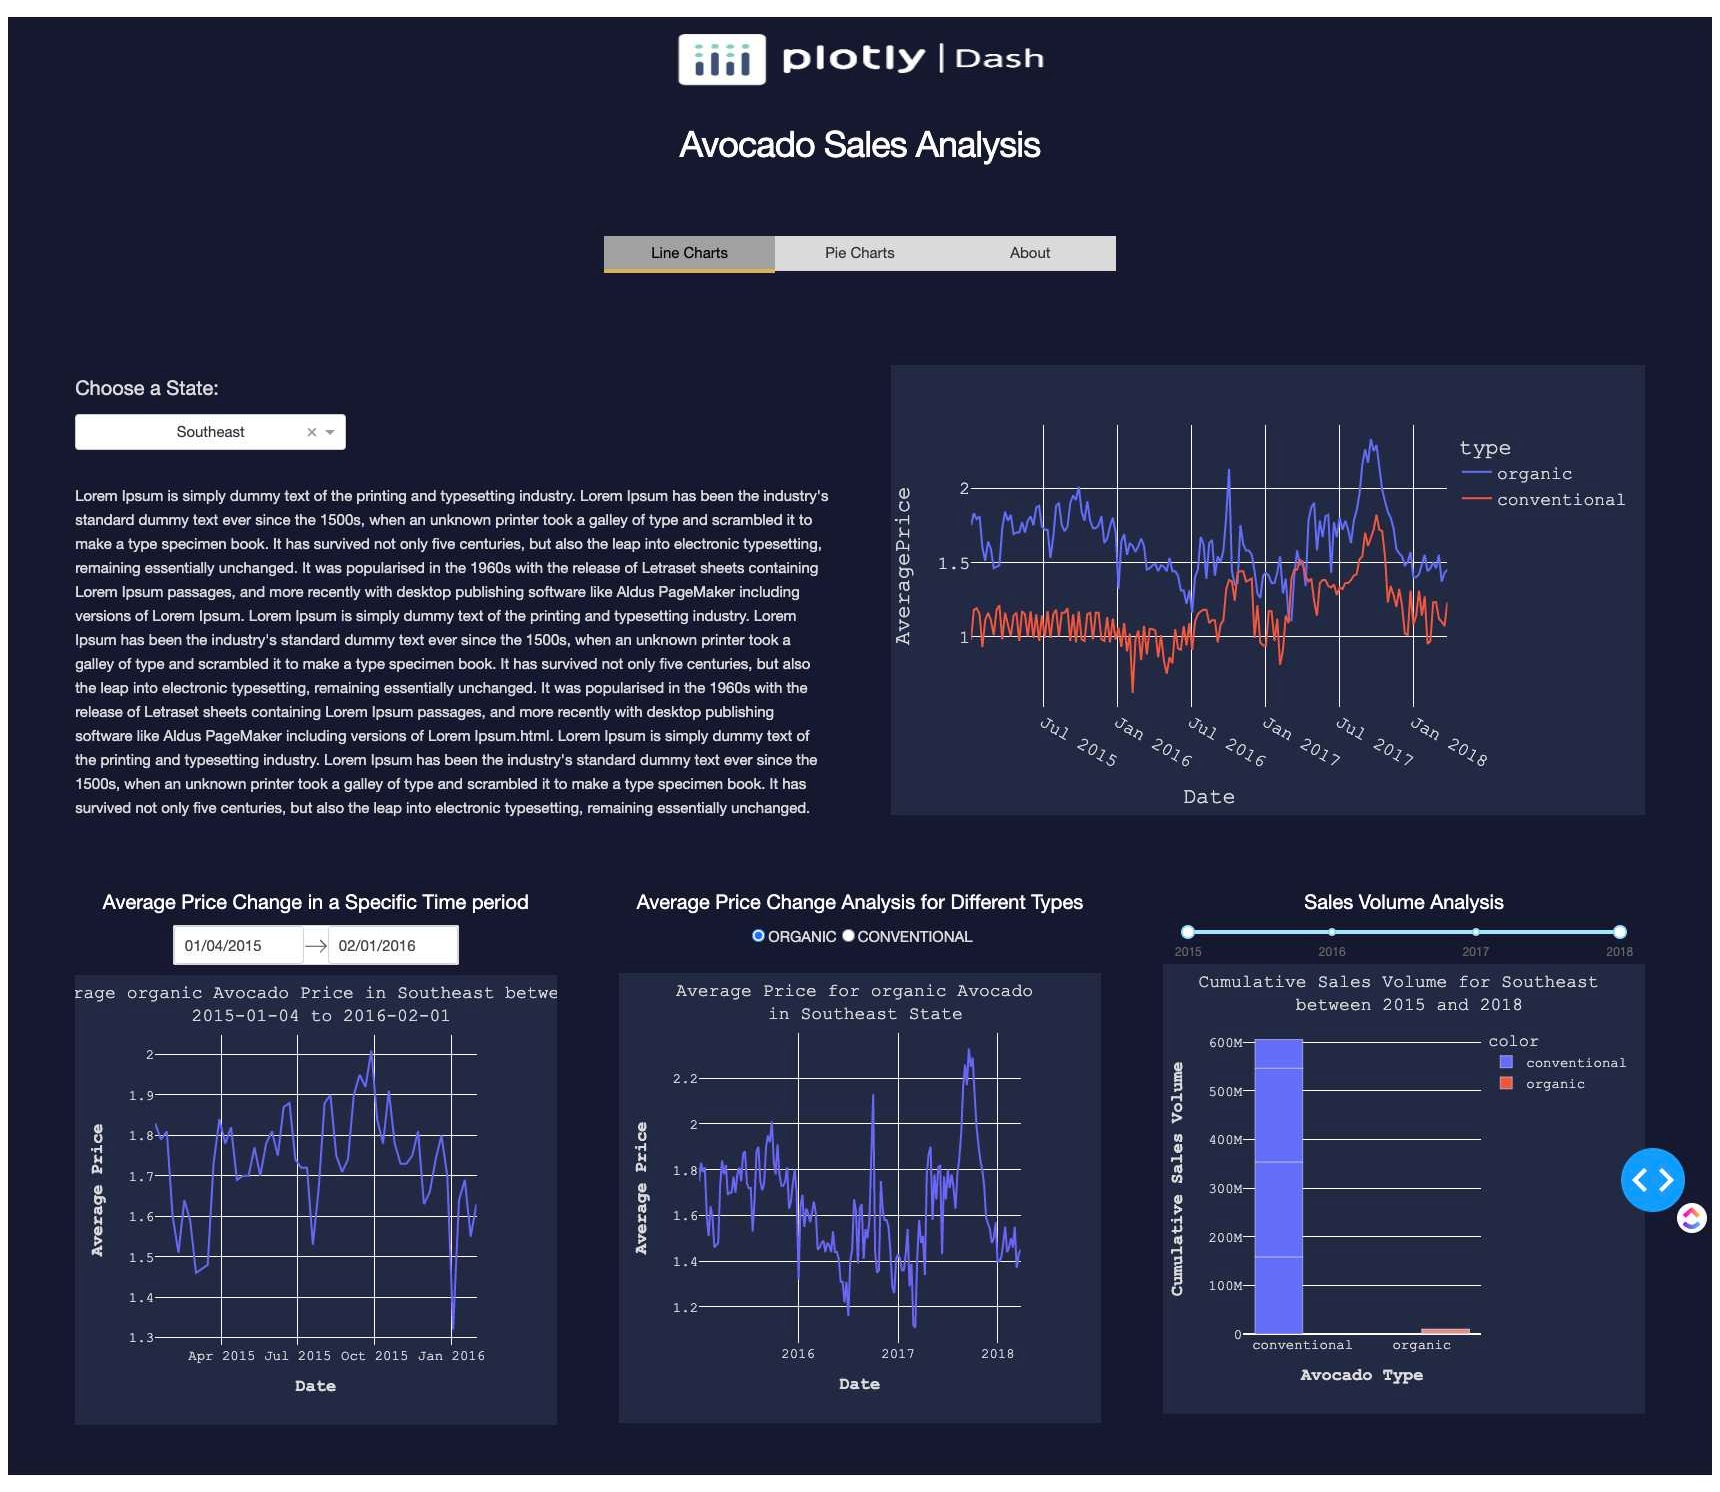 plotly | Dash
Avocado Sales Analysis
Line Charts
Pie Charts
About
Choose a State:
Southeast
Lorem Ipsum is simply dummy text of the printing and typesetting industry. Lorem Ipsum has been the industry's
standard dummy text ever since the 1500s, when an unknown printer took a galley of type and scrambled it to
make a type specimen book. It has survived not only five centuries, but also the leap into electronic typesetting,
remaining essentially unchanged. It was popularised in the 1960s with the release of Letraset sheets containing
Lorem Ipsum passages, and more recently with desktop publishing software like Aldus PageMaker including
versions of Lorem Ipsum. Lorem Ipsum is simply dummy text of the printing and typesetting industry. Lorem
Ipsum has been the industry's standard dummy text ever since the 1500s, when an unknown printer took a
galley of type and scrambled it to make a type specimen book. It has survived not only five centuries, but also
the leap into electronic typesetting, remaining essentially unchanged. It was popularised in the 1960s with the
release of Letraset sheets containing Lorem Ipsum passages, and more recently with desktop publishing
software like Aldus PageMaker including versions of Lorem Ipsum.html. Lorem Ipsum is simply dummy text of
the printing and typesetting industry. Lorem Ipsum has been the industry's standard dummy text ever since the
1500s, when an unknown printer took a galley of type and scrambled it to make a type specimen book. It has
survived not only five centuries, but also the leap into electronic typesetting, remaining essentially unchanged.
type
organic
conventional
AveragePrice
2
1.5
1
Jul 2015
Jan 2016
Jul 2016
Jan 2017
Jul 2017
Jan 2018
Date
Average Price Change in a Specific Time period
01/04/2015
02/01/2016
rage organic Avocado Price in Southeast betwe
2015-01-04 to 2016-02-01
Average Price
2
1.9
1.8
1.7
1.6
1.5
1.4
1.3
Apr 2015
Jul 2015
Oct 2015
Jan 2016
Date
Average Price Change Analysis for Different Types
ORGANIC
CONVENTIONAL
Average Price for organic Avocado
in Southeast State
Average Price
2.2
2
1.8
1.6
1.4
1.2
2016
2017
2018
Date
Sales Volume Analysis
2015
2016
2017
2018
Cumulative Sales Volume for Southeast
between 2015 and 2018
color
conventional
organic
Cumulative Sales Volume
600M
500M
400M
300M
200M
100M
0
conventional
organic
Avocado Type